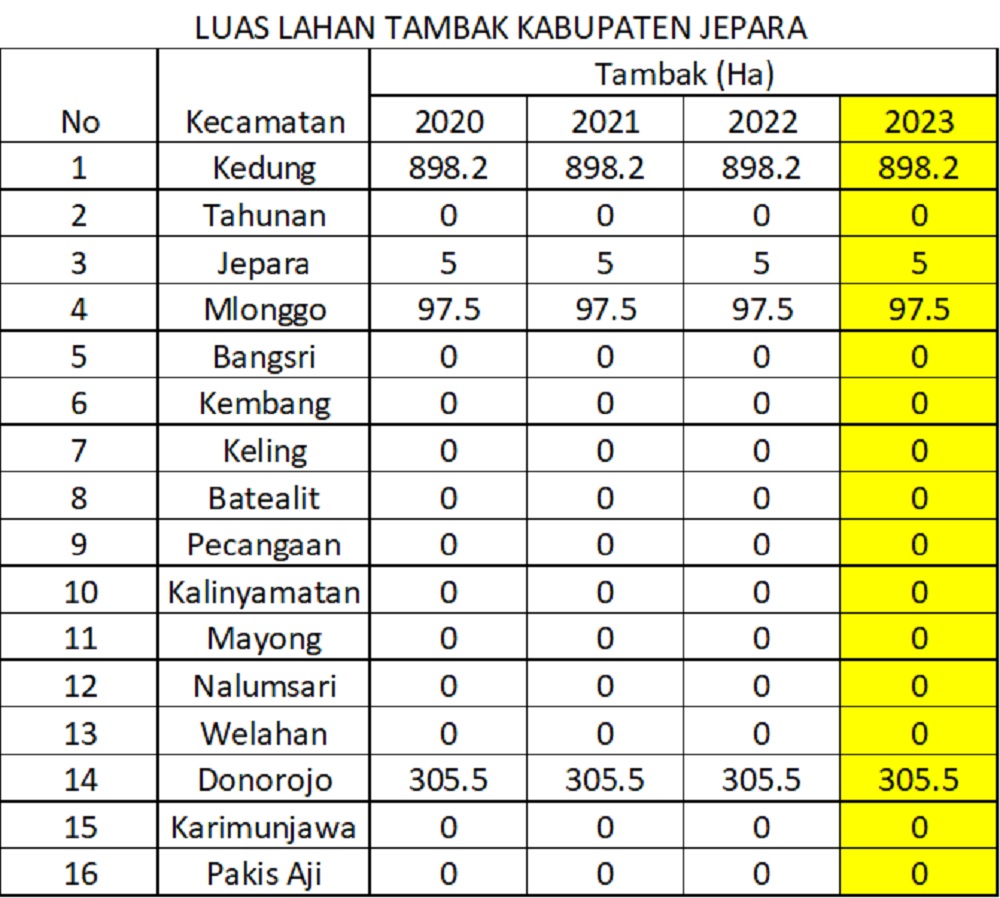 LUAS LAHAN TAMBAK KABUPATEN JEPARA
Tambak (Ha)
No Kecamatan 2020 2021 2022 2023
1 Kedung 898.2 898.2 898.2 898.2
2 Tahunan 0 0 0 0
3 Jepara 5 5 5 5
4 Mlonggo 97.5 97.5 97.5 97.5
5 Bangsri 0 0 0 0
6 Kembang 0 0 0 0
7 Keling 0 0 0 0
8 Batealit 0 0 0 0
9 Pecangaan 0 0 0 0
10 Kalinyamatan 0 0 0 0
11 Mayong 0 0 0 0
12 Nalumsari 0 0 0 0
13 Welahan 0 0 0 0
14 Donorojo 305.5 305.5 305.5 305.5
15 Karimunjawa 0 0 0 0
16 Pakis Aji 0 0 0 0